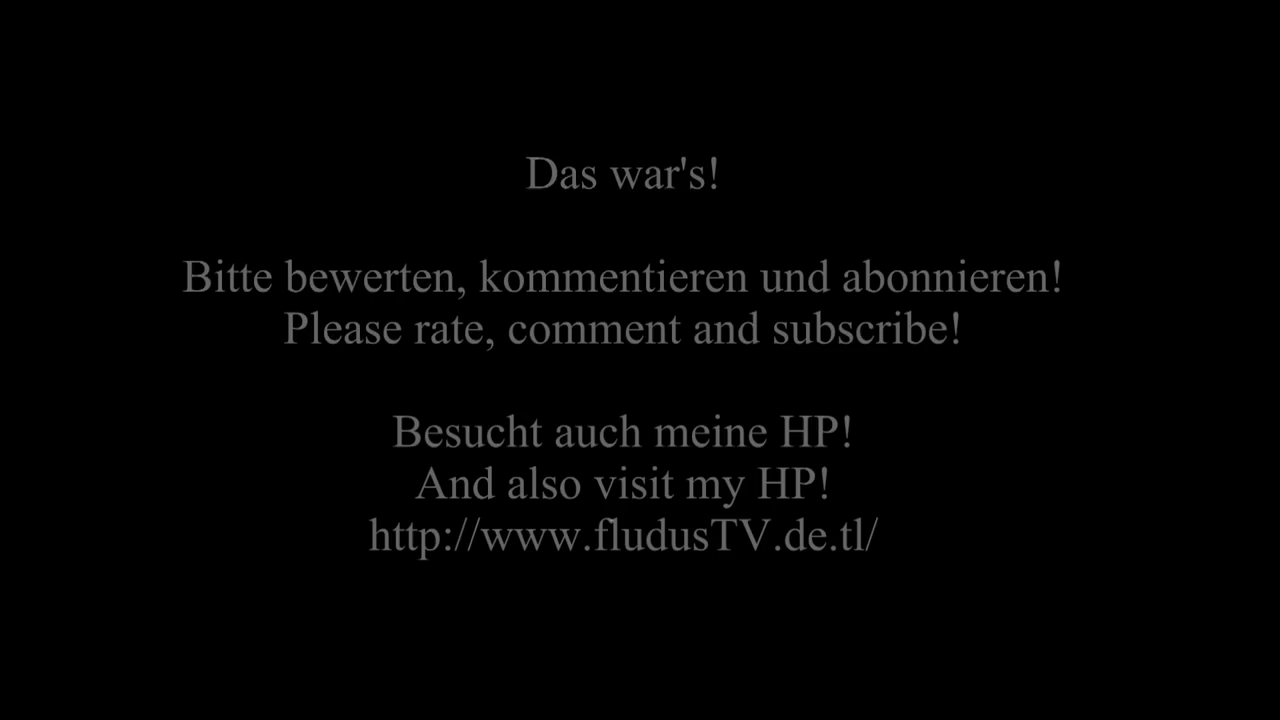 Das war's!
Bitte bewerten, kommentieren und abonnieren!
Please rate, comment and subscribe!
Besucht auch meine HP!
And also visit my HP!
http://www.fludusTV.de.tl/